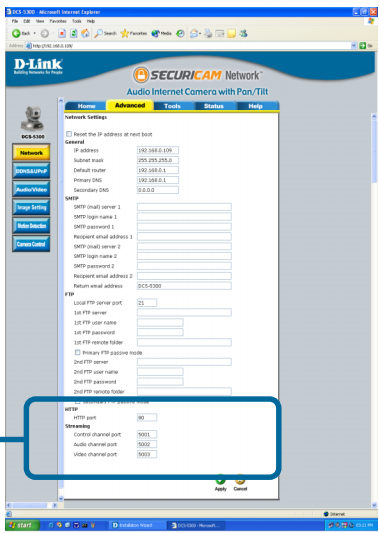 DCS-5300 - Microsoft Internet Explorer
File Edit View Favorites Tools Help
Back Search Favorites Media
Address http://192.168.0.109/ Go
D-Link
Building Networks for People
SECURICAM Network
Audio Internet Camera with Pan/Tilt
Home Advanced Tools Status Help
DCS-5300
Network
DDNS&UPnP
Audio/Video
Image Setting
Motion Detection
Camera Control
Network Settings
Reset the IP address at next boot
General
IP address 192.168.0.109
Subnet mask 255.255.255.0
Default router 192.168.0.1
Primary DNS 192.168.0.1
Secondary DNS 0.0.0.0
SMTP
SMTP (mail) server 1
SMTP login name 1
SMTP password 1
Recipient email address 1
SMTP (mail) server 2
SMTP login name 2
SMTP password 2
Recipient email address 2
Return email address DCS-5300
FTP
Local FTP server port 21
1st FTP server
1st FTP user name
1st FTP password
1st FTP remote folder
Primary FTP passive mode
2nd FTP server
2nd FTP user name
2nd FTP password
2nd FTP remote folder
Secondary FTP passive mode
HTTP
HTTP port 80
Streaming
Control channel port 5001
Audio channel port 5002
Video channel port 5003
Apply Cancel
Internet
start Installation Wizard DCS-5300 - Microsoft...